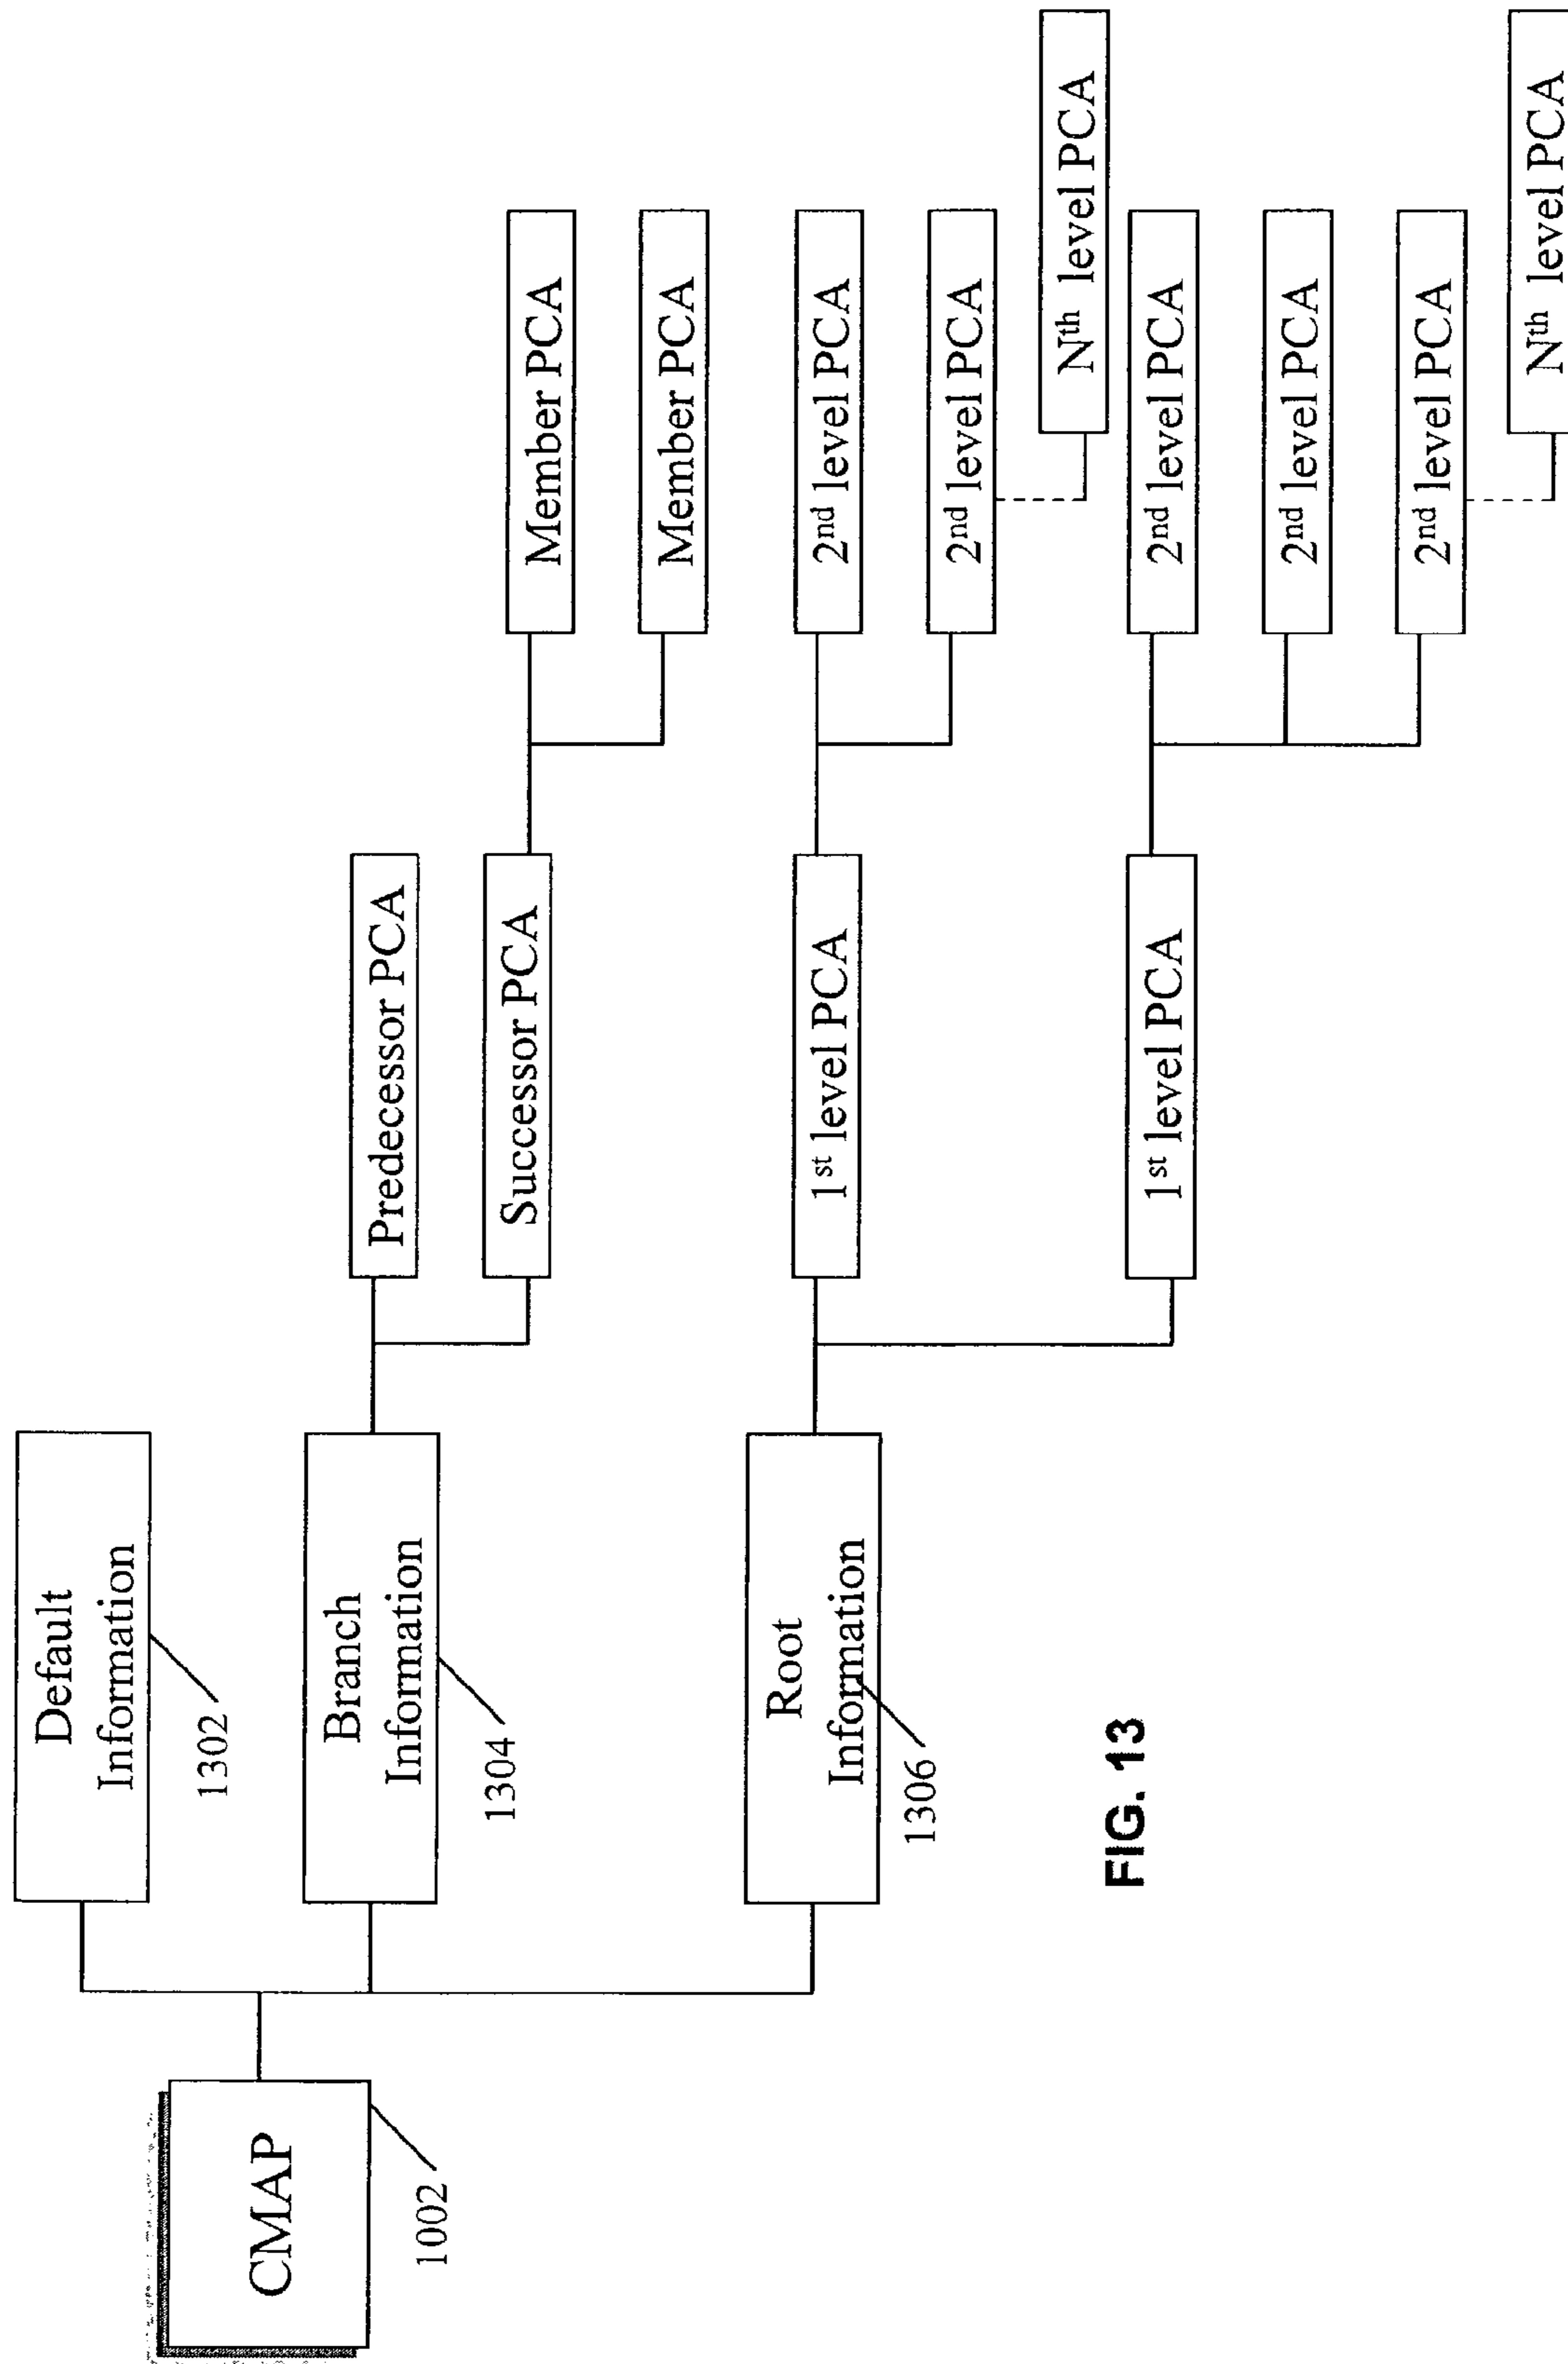 CMAP
1002
Default
Information
1302
Branch
Information
1304
Root
Information
1306
Predecessor PCA
Successor PCA
Member PCA
Member PCA
1st level PCA
2nd level PCA
2nd level PCA
Nth level PCA
1st level PCA
2nd level PCA
2nd level PCA
2nd level PCA
Nth level PCA
FIG. 13